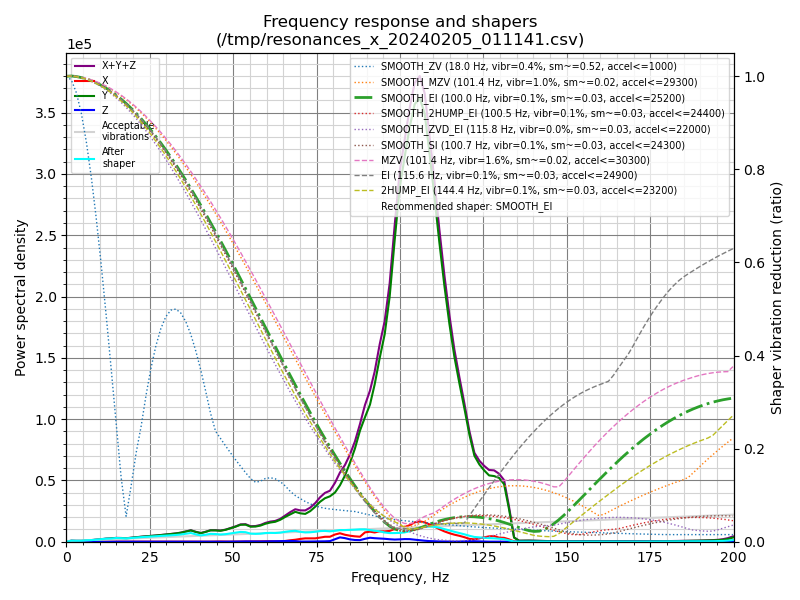 Frequency response and shapers
(/tmp/resonances_x_20240205_011141.csv)
1e5
X+Y+Z
X
Y
Z
Acceptable
vibrations
After
shaper
SMOOTH_ZV (18.0 Hz, vibr=0.4%, sm~=0.52, accel<=1000)
SMOOTH_MZV (101.4 Hz, vibr=1.0%, sm~=0.02, accel<=29300)
SMOOTH_EI (100.0 Hz, vibr=0.1%, sm~=0.03, accel<=25200)
SMOOTH_2HUMP_EI (100.5 Hz, vibr=0.1%, sm~=0.03, accel<=24400)
SMOOTH_ZVD_EI (115.8 Hz, vibr=0.0%, sm~=0.03, accel<=22000)
SMOOTH_SI (100.7 Hz, vibr=0.1%, sm~=0.03, accel<=24300)
MZV (101.4 Hz, vibr=1.6%, sm~=0.02, accel<=30300)
EI (115.6 Hz, vibr=0.1%, sm~=0.03, accel<=24900)
2HUMP_EI (144.4 Hz, vibr=0.1%, sm~=0.03, accel<=23200)
Recommended shaper: SMOOTH_EI
Power spectral density
3.5
3.0
2.5
2.0
1.5
1.0
0.5
0.0
1.0
0.8
0.6
0.4
0.2
0.0
Shaper vibration reduction (ratio)
0 25 50 75 100 125 150 175 200
Frequency, Hz